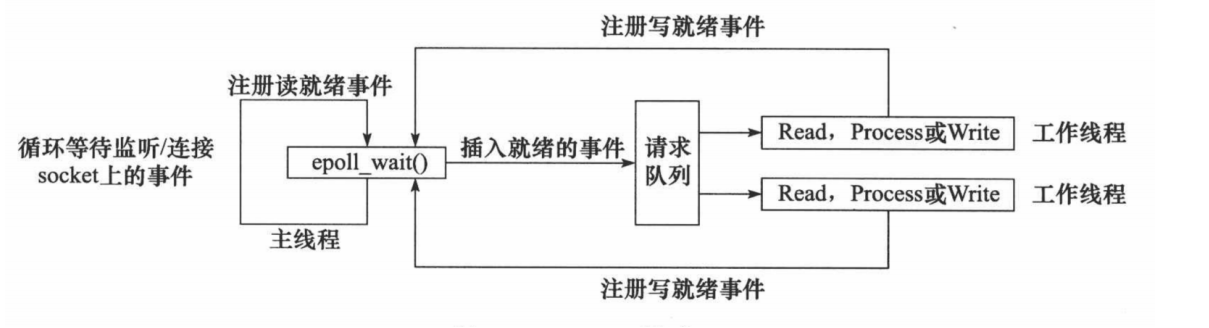 注册写就绪事件
注册读就绪事件
循环等待监听/连接
socket上的事件
epoll_wait()
插入就绪的事件
请求
队列
Read，Process或Write
工作线程
Read，Process或Write
工作线程
主线程
注册写就绪事件